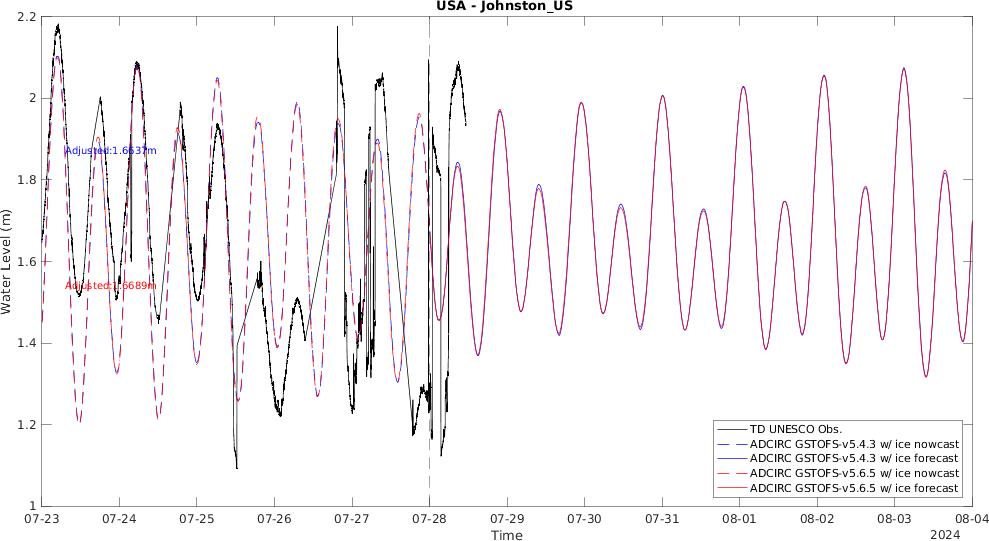 USA - Johnston_US
2.2
2
1.8
1.6
1.4
1.2
1
Water Level (m)
Adjusted:1.6637m
Adjusted:1.6689m
TD UNESCO Obs.
ADCIRC GSTOFS-v5.4.3 w/ ice nowcast
ADCIRC GSTOFS-v5.4.3 w/ ice forecast
ADCIRC GSTOFS-v5.6.5 w/ ice nowcast
ADCIRC GSTOFS-v5.6.5 w/ ice forecast
07-23 07-24 07-25 07-26 07-27 07-28 07-29 07-30 07-31 08-01 08-02 08-03 08-04
Time
2024